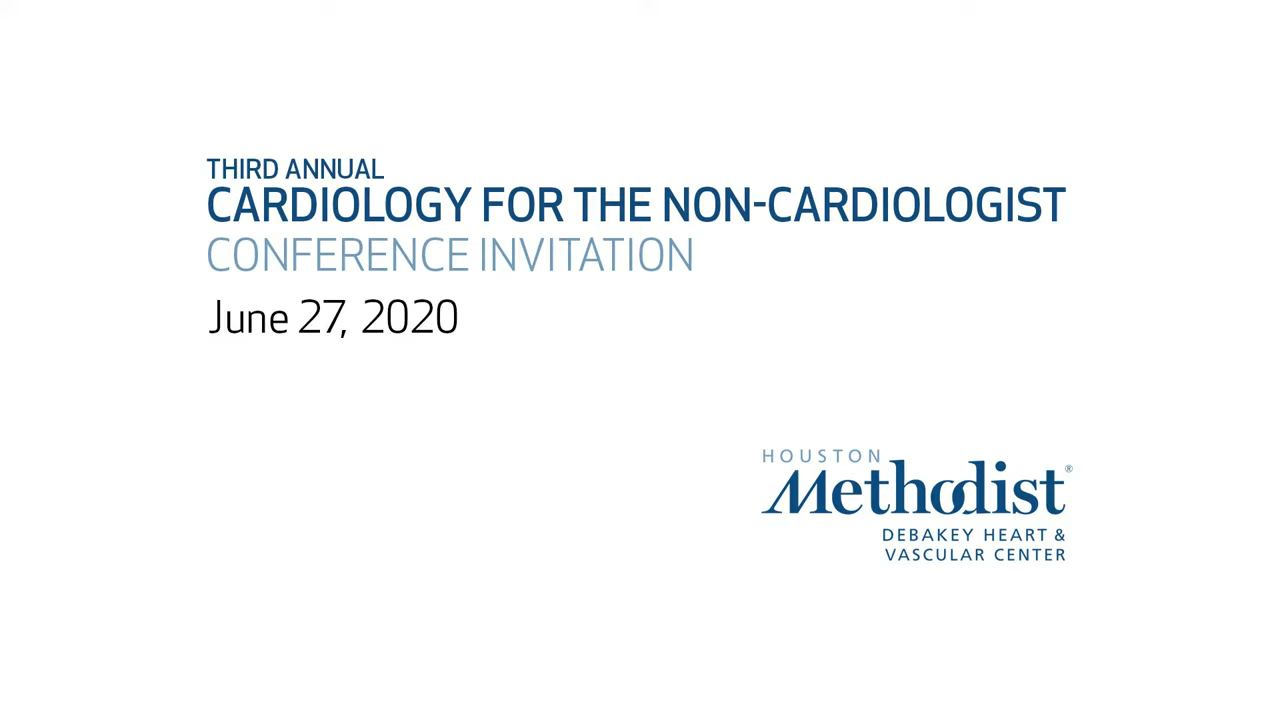 THIRD ANNUAL
CARDIOLOGY FOR THE NON-CARDIOLOGIST
CONFERENCE INVITATION
June 27, 2020
HOUSTON
Methodist®
DEBAKEY HEART &
VASCULAR CENTER